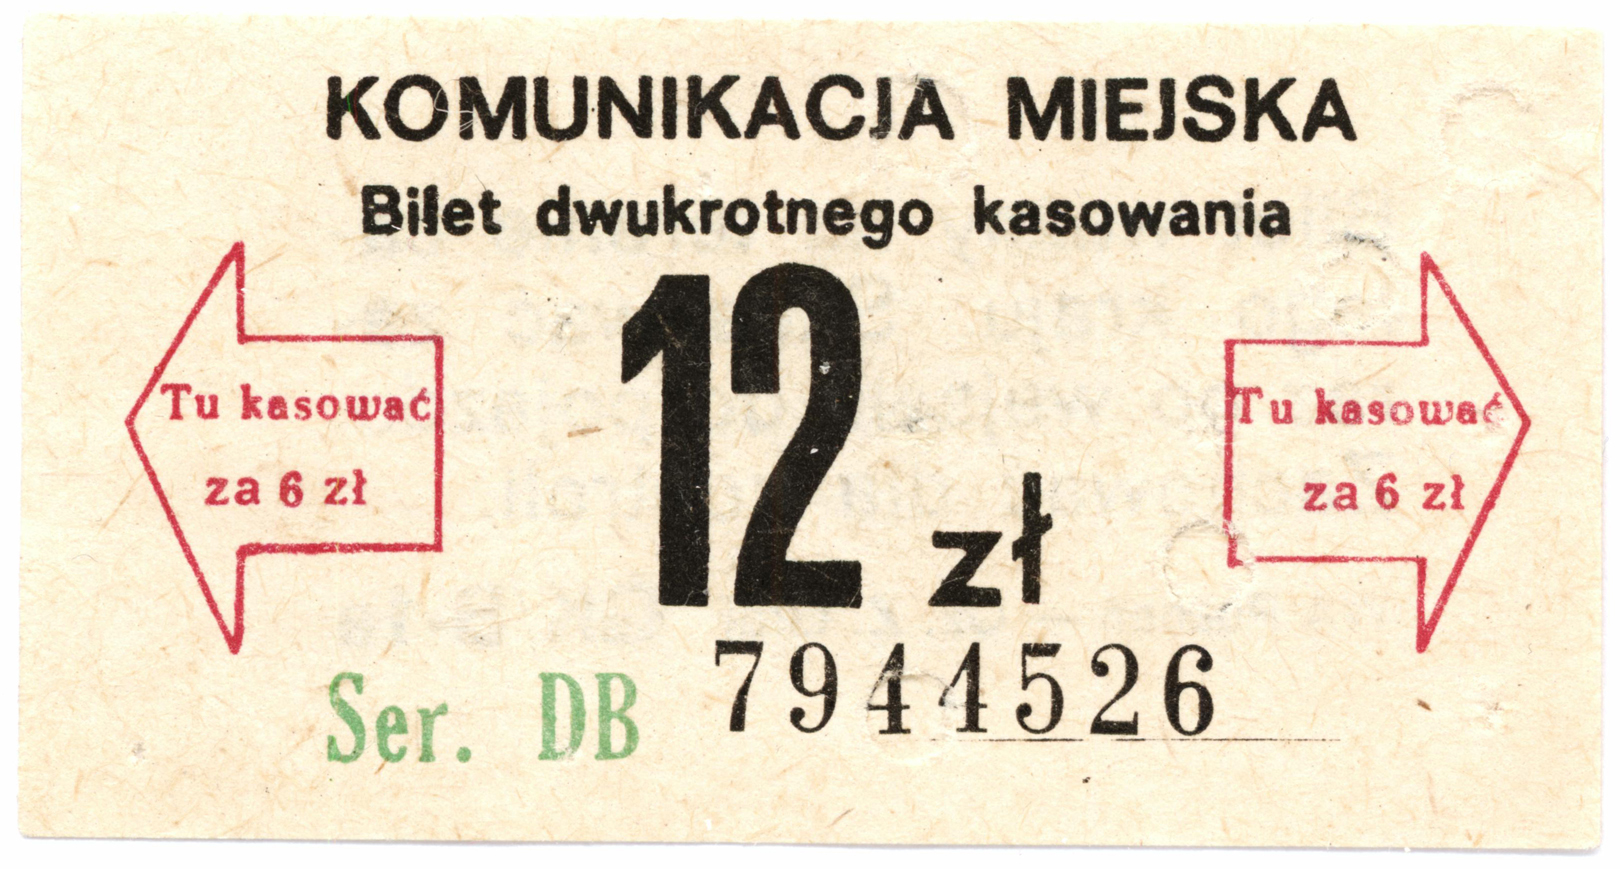 KOMUNIKACJA MIEJSKA
Bilet dwukrotnego kasowania
Tu kasować
za 6 zł
12 zł
Tu kasować
za 6 zł
Ser. DB 7944526